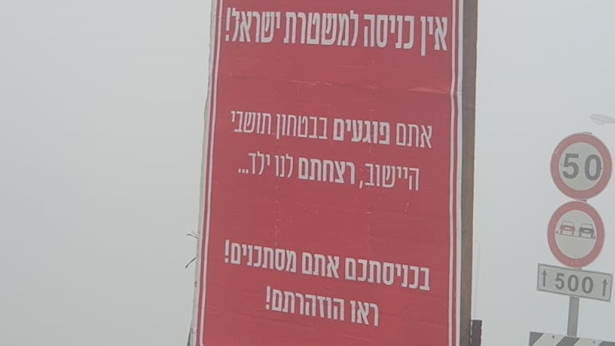 אין כניסה למשטרת ישראל!
אתם פוגעים בבטחון תושבי
היישוב, רצחתם לנו ילד...
בכניסתכם אתם מסתכנים!
ראו הוזהרתם!
50
↑500↑